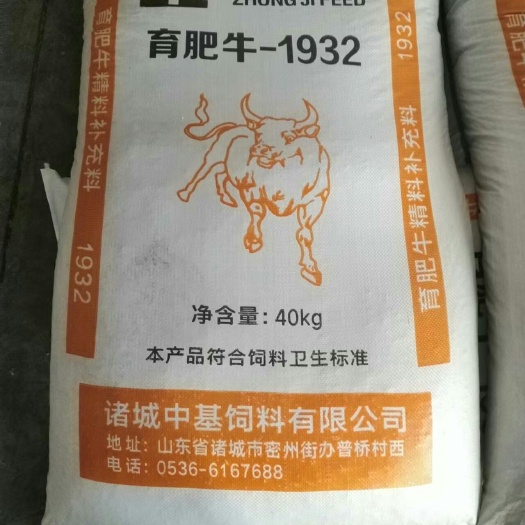 ZHONG JI FEED
育肥牛-1932
育肥牛精料补充料
1932
1932
育肥牛精料补充料
净含量: 40kg
本产品符合饲料卫生标准
诸城中基饲料有限公司
地址: 山东省诸城市密州街办普桥村西
电话: 0536-6167688